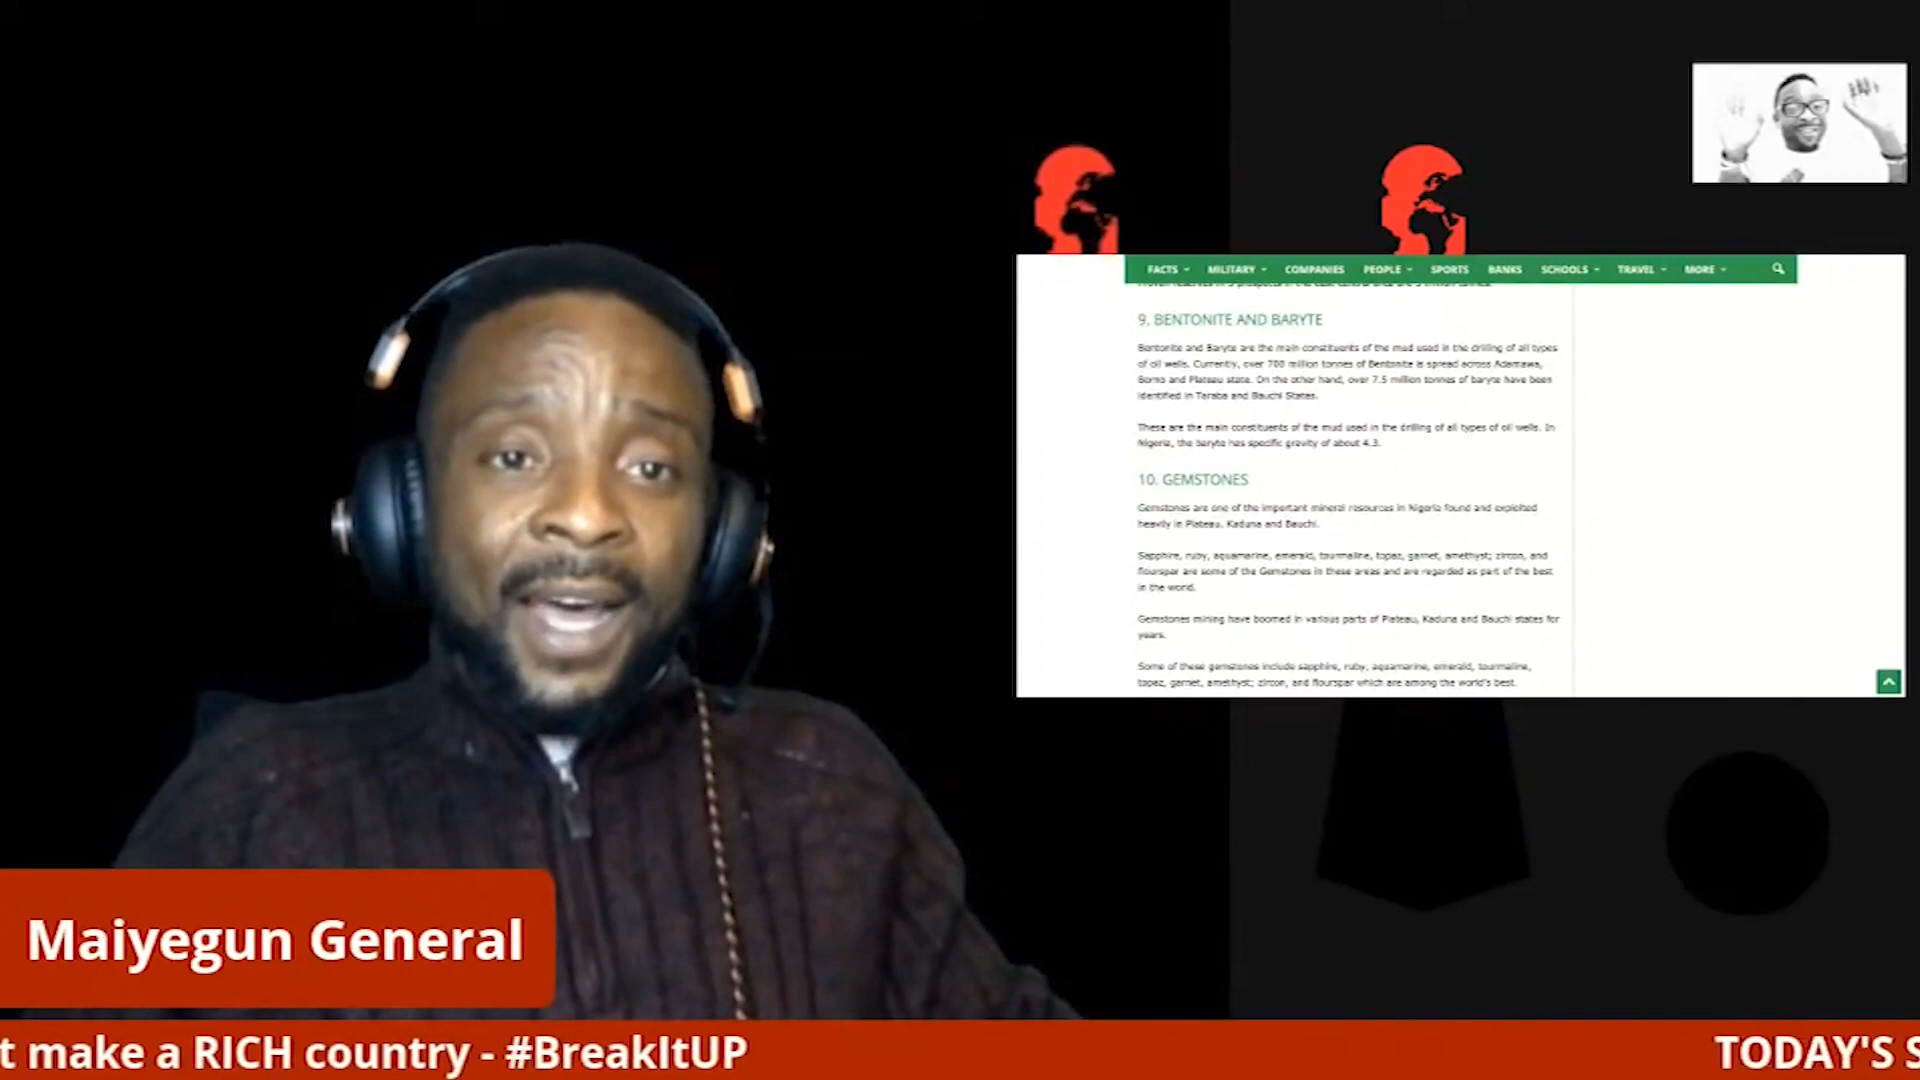 FACTS MILITARY COMPANIES PEOPLE SPORTS BANKS SCHOOLS TRAVEL MORE
9. BENTONITE AND BARYTE
Bentonite and Baryte are the main constituents of the mud used in the drilling of all types
of oil wells. Currently, over 700 million tonnes of Bentonite is spread across Adamawa,
Borno and Plateau state. On the other hand, over 7.5 million tonnes of baryte have been
identified in Taraba and Bauchi States.
These are the main constituents of the mud used in the drilling of all types of oil wells. In
Nigeria, the baryte has specific gravity of about 4.3.
10. GEMSTONES
Gemstones are one of the important mineral resources in Nigeria found and exploited
heavily in Plateau, Kaduna and Bauchi.
Sapphire, ruby, aquamarine, emerald, tourmaline, topaz, garnet, amethyst; zircon, and
flourspar are some of the Gemstones in these areas and are regarded as part of the best
in the world.
Gemstones mining have boomed in various parts of Plateau, Kaduna and Bauchi states for
years.
Some of these gemstones include sapphire, ruby, aquamarine, emerald, tourmaline,
topaz, garnet, amethyst; zircon, and flourspar which are among the world's best.
Maiyegun General
t make a RICH country - #BreakItUP
TODAY'S S